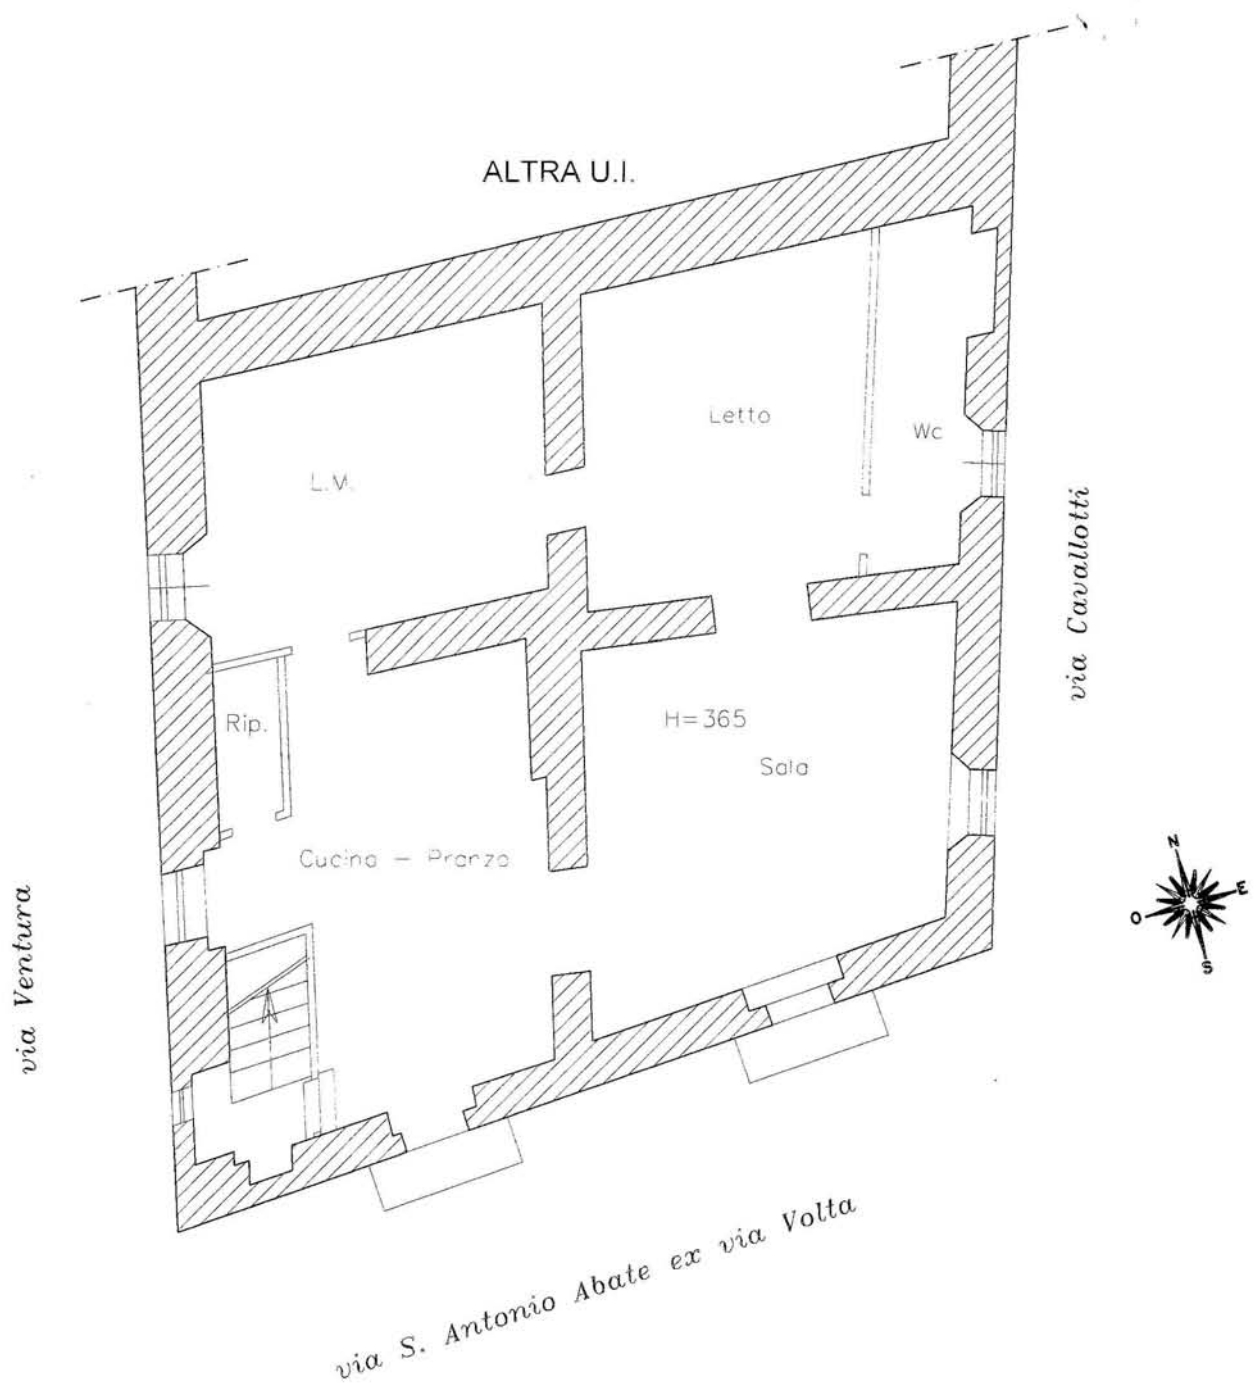 ALTRA U.I.
Letto
Wc
L.M.
via Cavallotti
Rip.
H=365
Sala
Cucina – Pranzo
via Ventura
N
E
O
S
via S. Antonio Abate ex via Volta